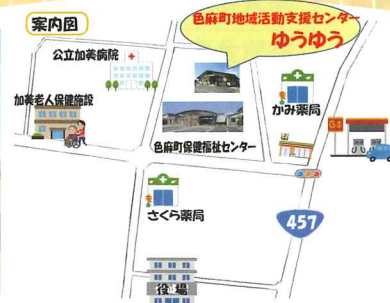 案内図
色麻町地域活動支援センター
ゆうゆう
公立加美病院
加美老人保健施設
かみ薬局
GS
色麻町保健福祉センター
さくら薬局
457
役場